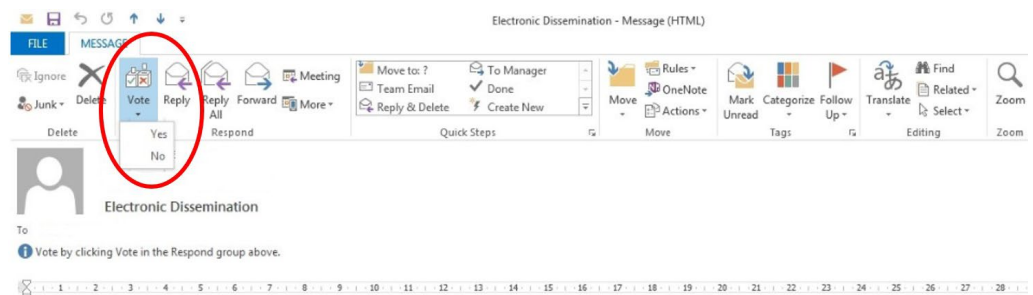 Electronic Dissemination - Message (HTML)
FILE MESSAGE
Ignore
Junk
Delete
Delete
Vote
Yes
No
Reply
Reply All
Forward
Meeting
More
Respond
Move to: ?
Team Email
Reply & Delete
To Manager
Done
Create New
Quick Steps
Move
Rules
OneNote
Actions
Move
Mark Unread
Categorize
Follow Up
Tags
Translate
Find
Related
Select
Editing
Zoom
Zoom
Electronic Dissemination
To
Vote by clicking Vote in the Respond group above.
1 2 3 4 5 6 7 8 9 10 11 12 13 14 15 16 17 18 19 20 21 22 23 24 25 26 27 28